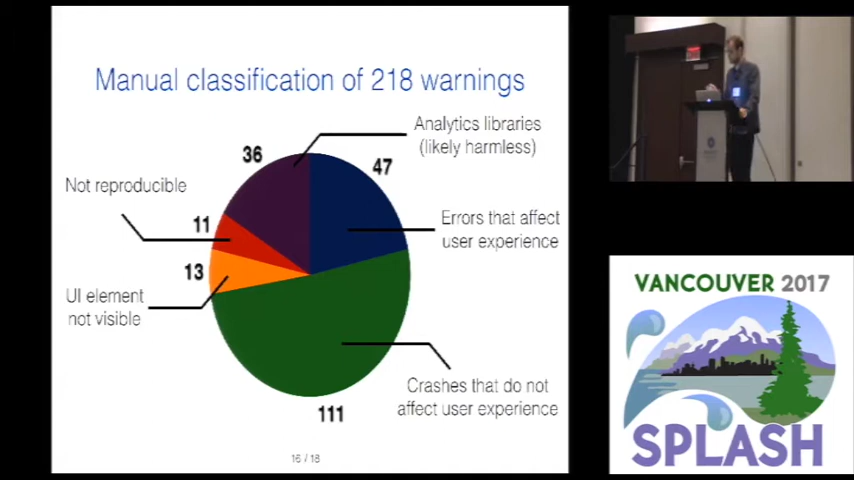 Manual classification of 218 warnings
Analytics libraries
(likely harmless)
36
47
Not reproducible
11
Errors that affect
user experience
13
UI element
not visible
Crashes that do not
affect user experience
111
16 / 18
VANCOUVER 2017
SPLASH